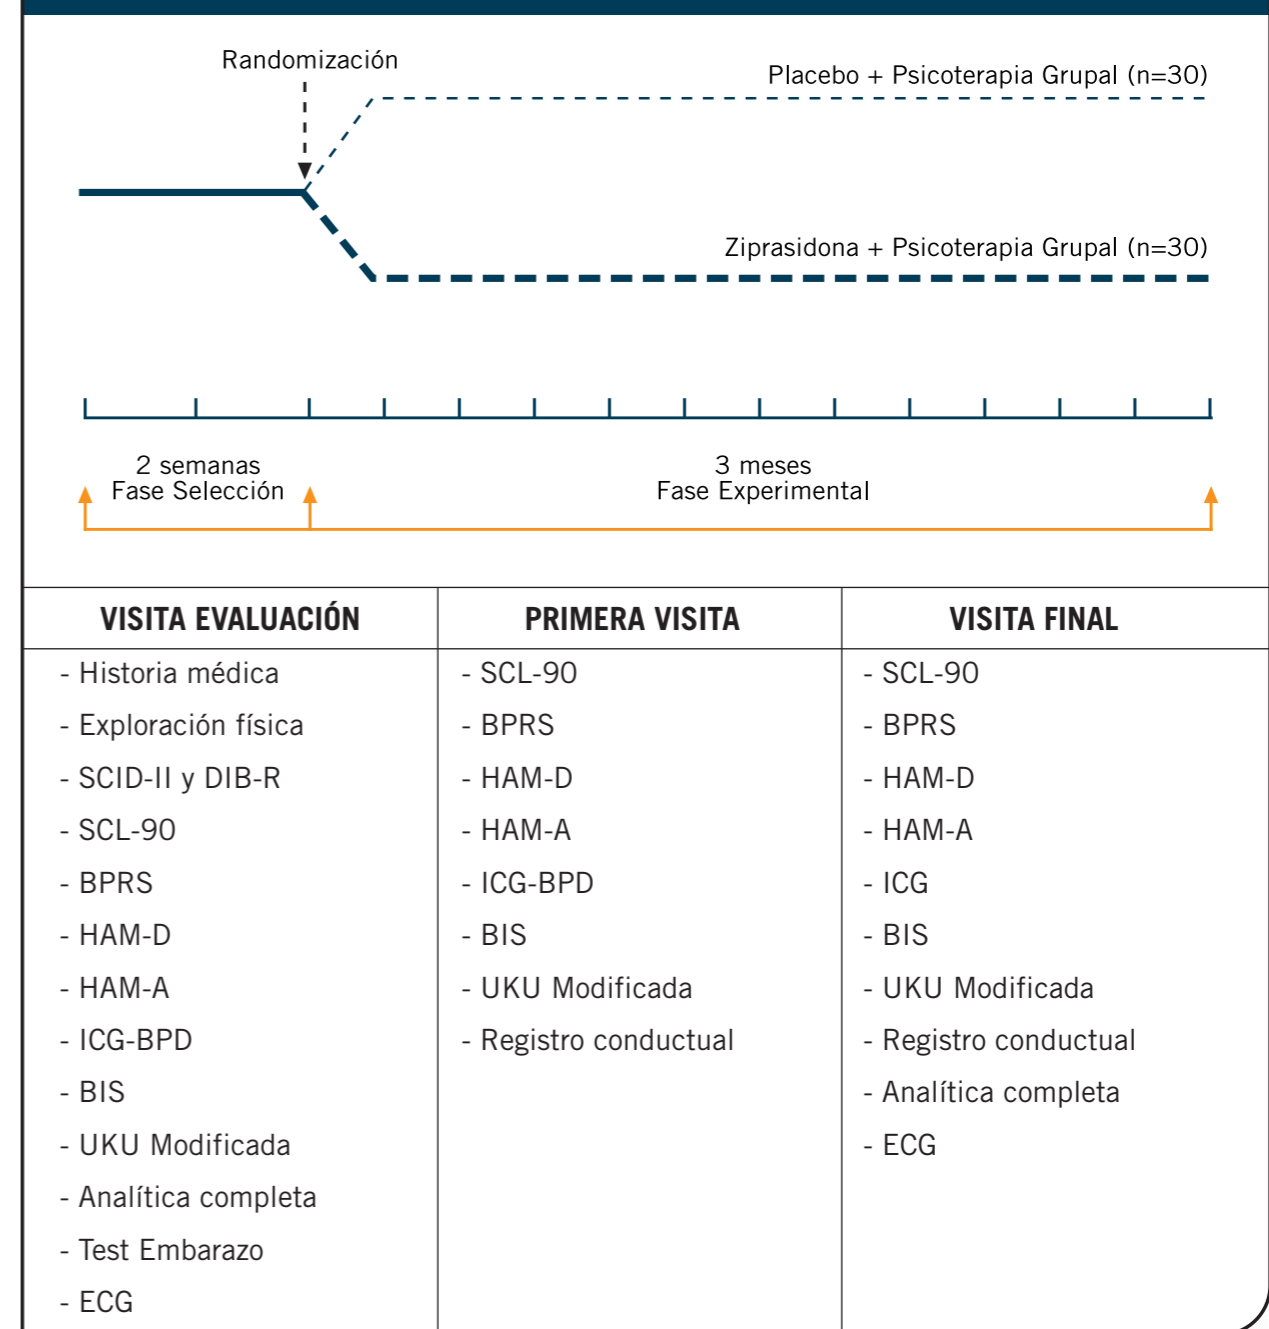 Randomización
Placebo + Psicoterapia Grupal (n=30)
Ziprasidona + Psicoterapia Grupal (n=30)
2 semanas
Fase Selección
3 meses
Fase Experimental
VISITA EVALUACIÓN
- Historia médica
- Exploración física
- SCID-II y DIB-R
- SCL-90
- BPRS
- HAM-D
- HAM-A
- ICG-BPD
- BIS
- UKU Modificada
- Analítica completa
- Test Embarazo
- ECG
PRIMERA VISITA
- SCL-90
- BPRS
- HAM-D
- HAM-A
- ICG-BPD
- BIS
- UKU Modificada
- Registro conductual
VISITA FINAL
- SCL-90
- BPRS
- HAM-D
- HAM-A
- ICG
- BIS
- UKU Modificada
- Registro conductual
- Analítica completa
- ECG